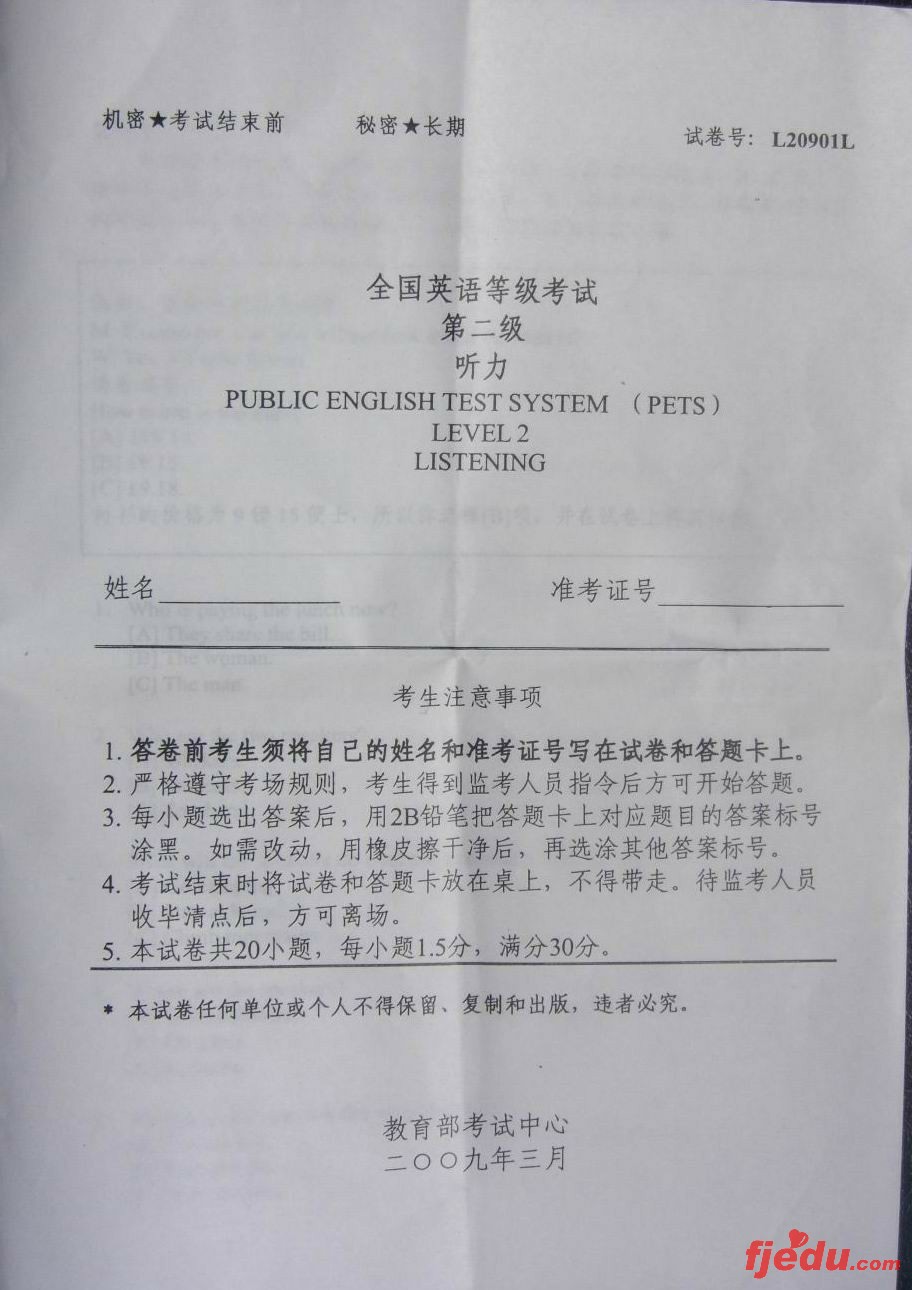 机密★考试结束前 秘密★长期 试卷号: L20901L
全国英语等级考试
第二级
听力
PUBLIC ENGLISH TEST SYSTEM （PETS）
LEVEL 2
LISTENING
姓名 准考证号
考生注意事项
1. 答卷前考生须将自己的姓名和准考证号写在试卷和答题卡上。
2. 严格遵守考场规则，考生得到监考人员指令后方可开始答题。
3. 每小题选出答案后，用2B铅笔把答题卡上对应题目的答案标号
涂黑。如需改动，用橡皮擦干净后，再选涂其他答案标号。
4. 考试结束时将试卷和答题卡放在桌上，不得带走。待监考人员
收毕清点后，方可离场。
5. 本试卷共20小题，每小题1.5分，满分30分。
* 本试卷任何单位或个人不得保留、复制和出版，违者必究。
教育部考试中心
二〇〇九年三月
fjedu.com